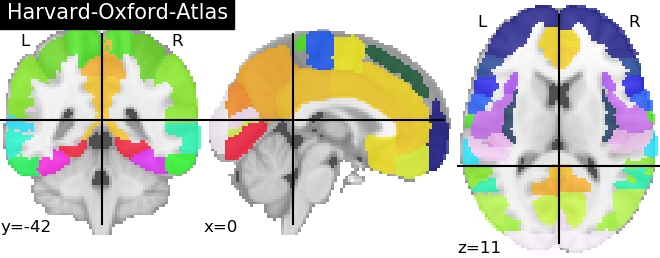 Harvard-Oxford-Atlas
L R
L R
y=-42
x=0
z=11